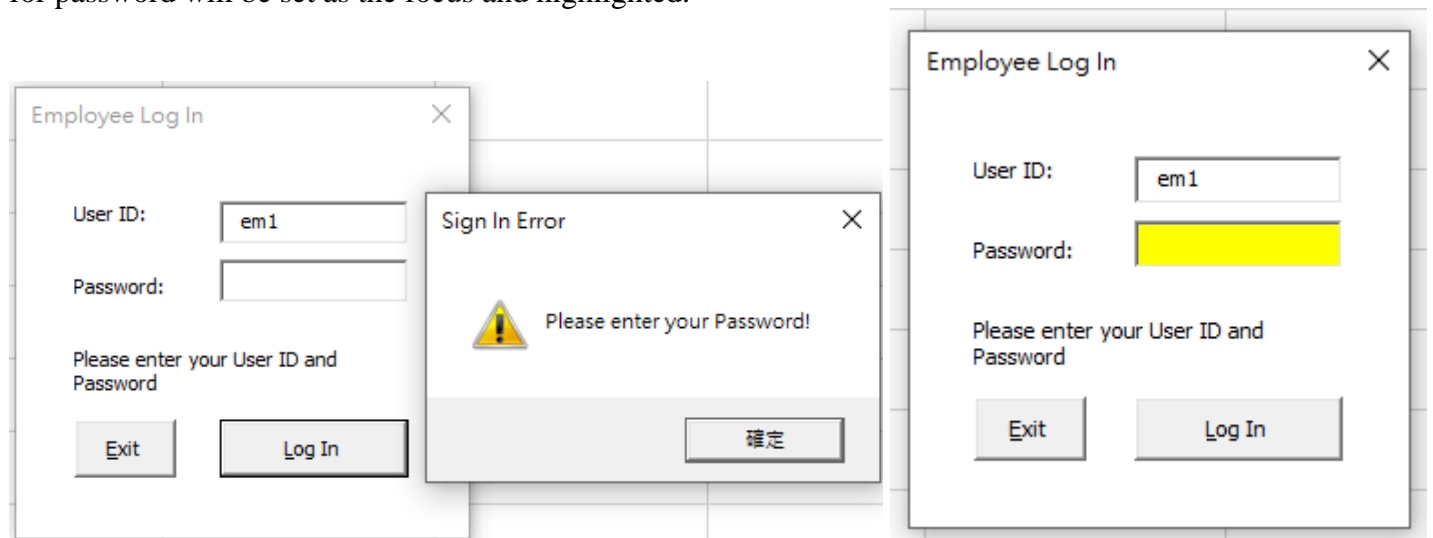 for password will be set as the focus and highlighted.
Employee Log In
User ID:
em1
Password:
Please enter your User ID and
Password
Exit
Log In
Sign In Error
Please enter your Password!
確定
Employee Log In
User ID:
em1
Password:
Please enter your User ID and
Password
Exit
Log In